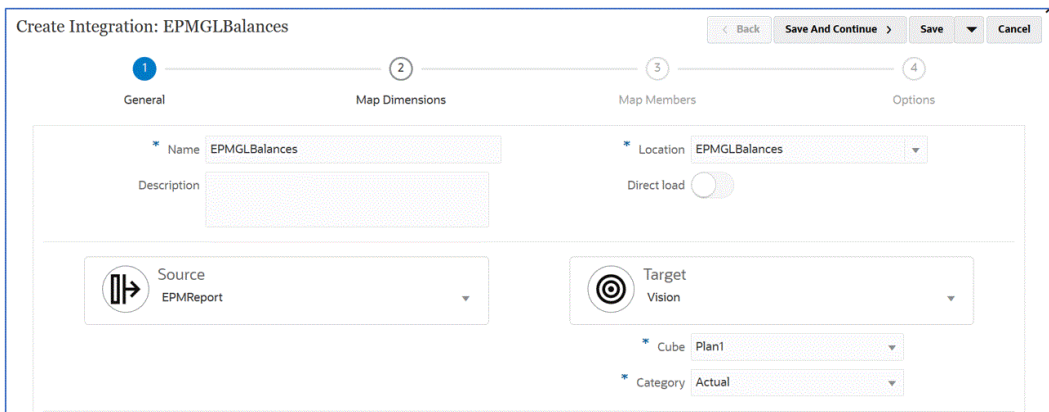 Create Integration: EPMGLBalances
< Back
Save And Continue >
Save
Cancel
1
2
3
4
General
Map Dimensions
Map Members
Options
* Name EPMGLBalances
* Location EPMGLBalances
Description
Direct load
Source
EPMReport
Target
Vision
* Cube Plan1
* Category Actual